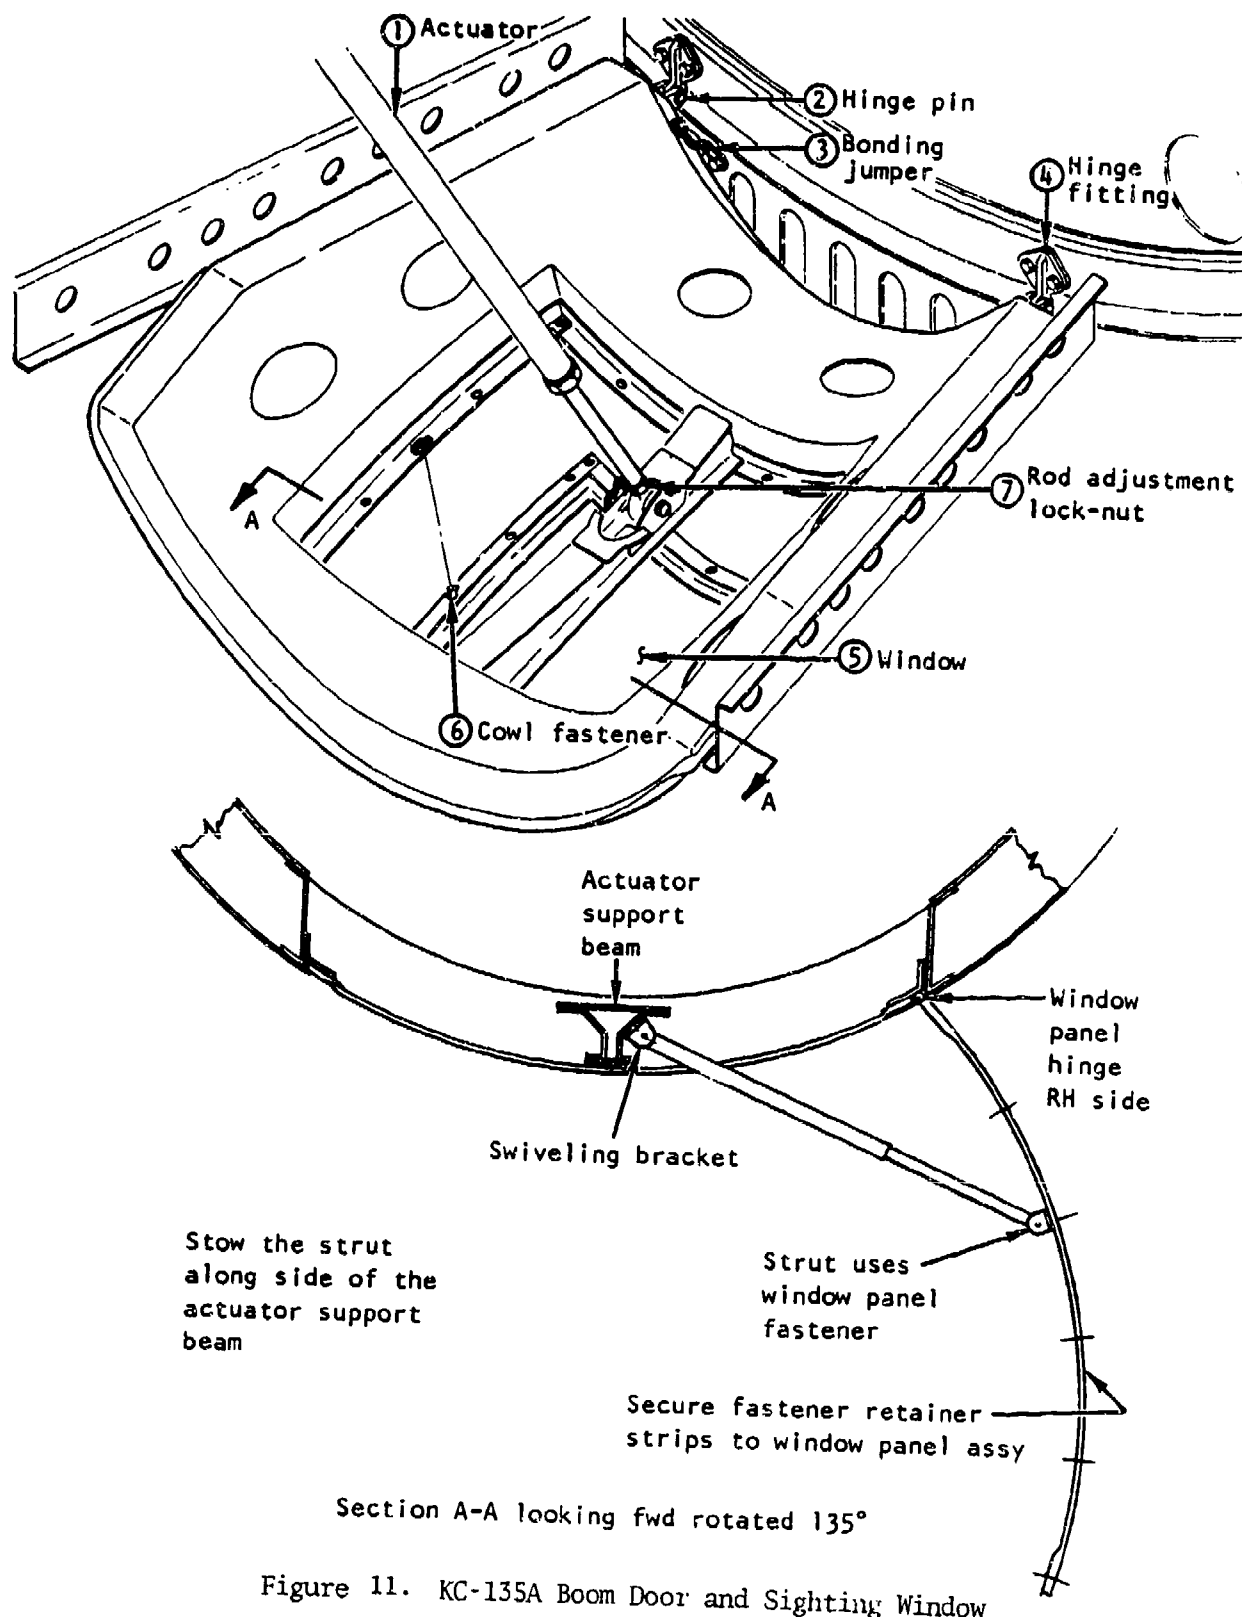 1 Actuator
2 Hinge pin
3 Bonding
jumper
4 Hinge
fitting
7 Rod adjustment
lock-nut
A
5 Window
6 Cowl fastener
A
Actuator
support
beam
Window
panel
hinge
RH side
Swiveling bracket
Stow the strut
along side of the
actuator support
beam
Strut uses
window panel
fastener
Secure fastener retainer
strips to window panel assy
Section A-A looking fwd rotated 135°
Figure 11. KC-135A Boom Door and Sighting Window